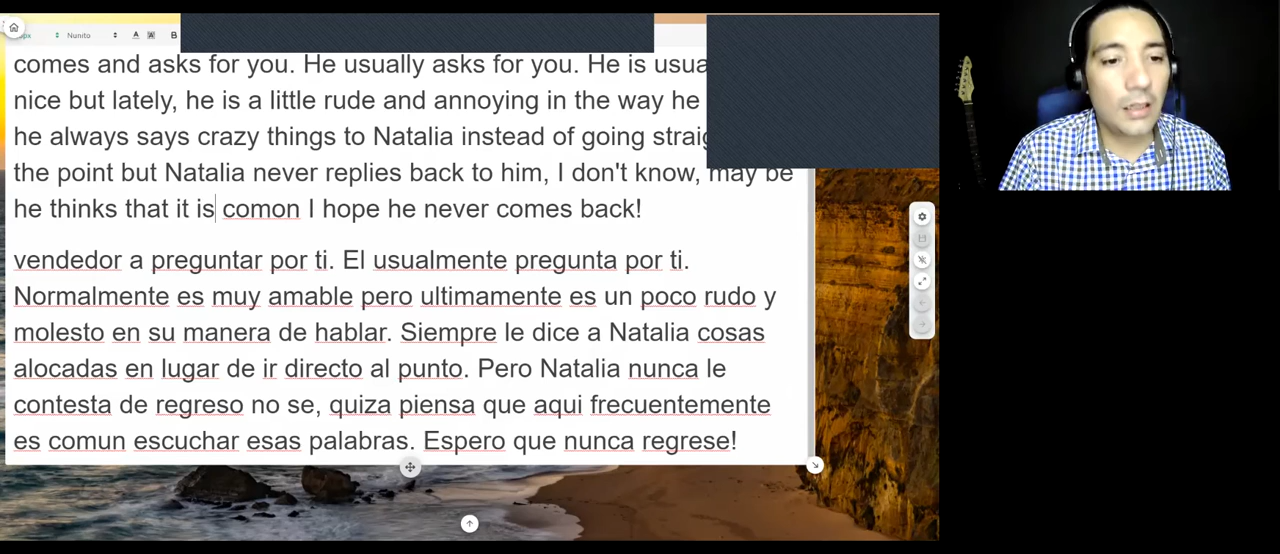 Nunito B
comes and asks for you. He usually asks for you. He is
nice but lately, he is a little rude and annoying in the way he
he always says crazy things to Natalia instead of going
the point but Natalia never replies back to him, I don't know, may be
he thinks that it is comon I hope he never comes back!
vendedor a preguntar por ti. El usualmente pregunta por ti.
Normalmente es muy amable pero ultimamente es un poco rudo y
molesto en su manera de hablar. Siempre le dice a Natalia cosas
alocadas en lugar de ir directo al punto. Pero Natalia nunca le
contesta de regreso no se, quiza piensa que aqui frecuentemente
es comun escuchar esas palabras. Espero que nunca regrese!